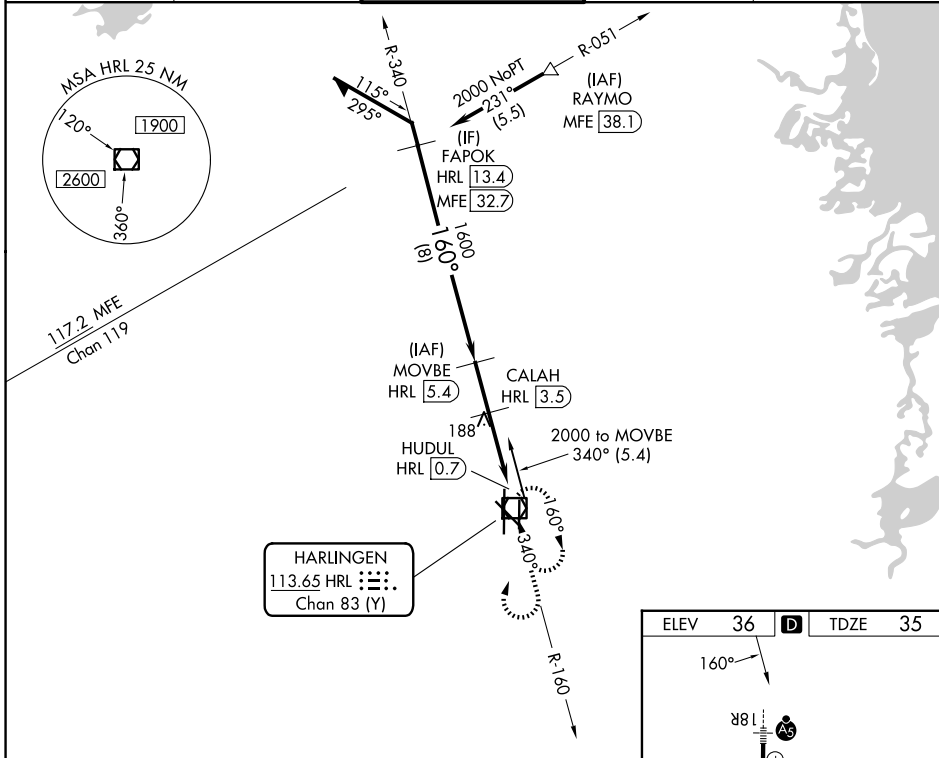 MSA HRL 25 NM
120°
1900
2600
360°
R-340
115°
295°
2000 NoPT
231°
(5.5)
R-051
(IAF)
RAYMO
MFE 38.1
(IF)
FAPOK
HRL 13.4
MFE 32.7
1600
160°
(8)
117.2 MFE
Chan 119
(IAF)
MOVBE
HRL 5.4
CALAH
HRL 3.5
188
HUDUL
HRL 0.7
2000 to MOVBE
340° (5.4)
160°
340°
HARLINGEN
113.65 HRL
Chan 83 (Y)
R-160
ELEV 36 D TDZE 35
160°
18R
A5